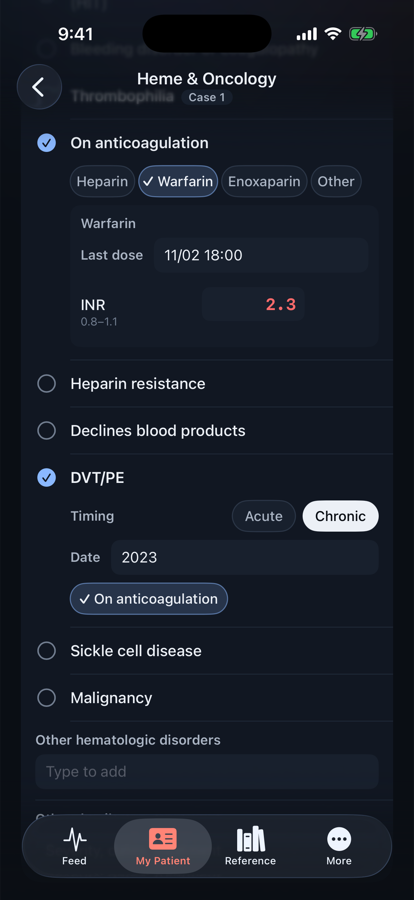 9:41
Heme & Oncology
Thrombophilia Case 1
On anticoagulation
Heparin ✓ Warfarin Enoxaparin Other
Warfarin
Last dose 11/02 18:00
INR 2.3
0.8–1.1
Heparin resistance
Declines blood products
DVT/PE
Timing Acute Chronic
Date 2023
✓ On anticoagulation
Sickle cell disease
Malignancy
Other hematologic disorders
Type to add
Feed My Patient Reference More